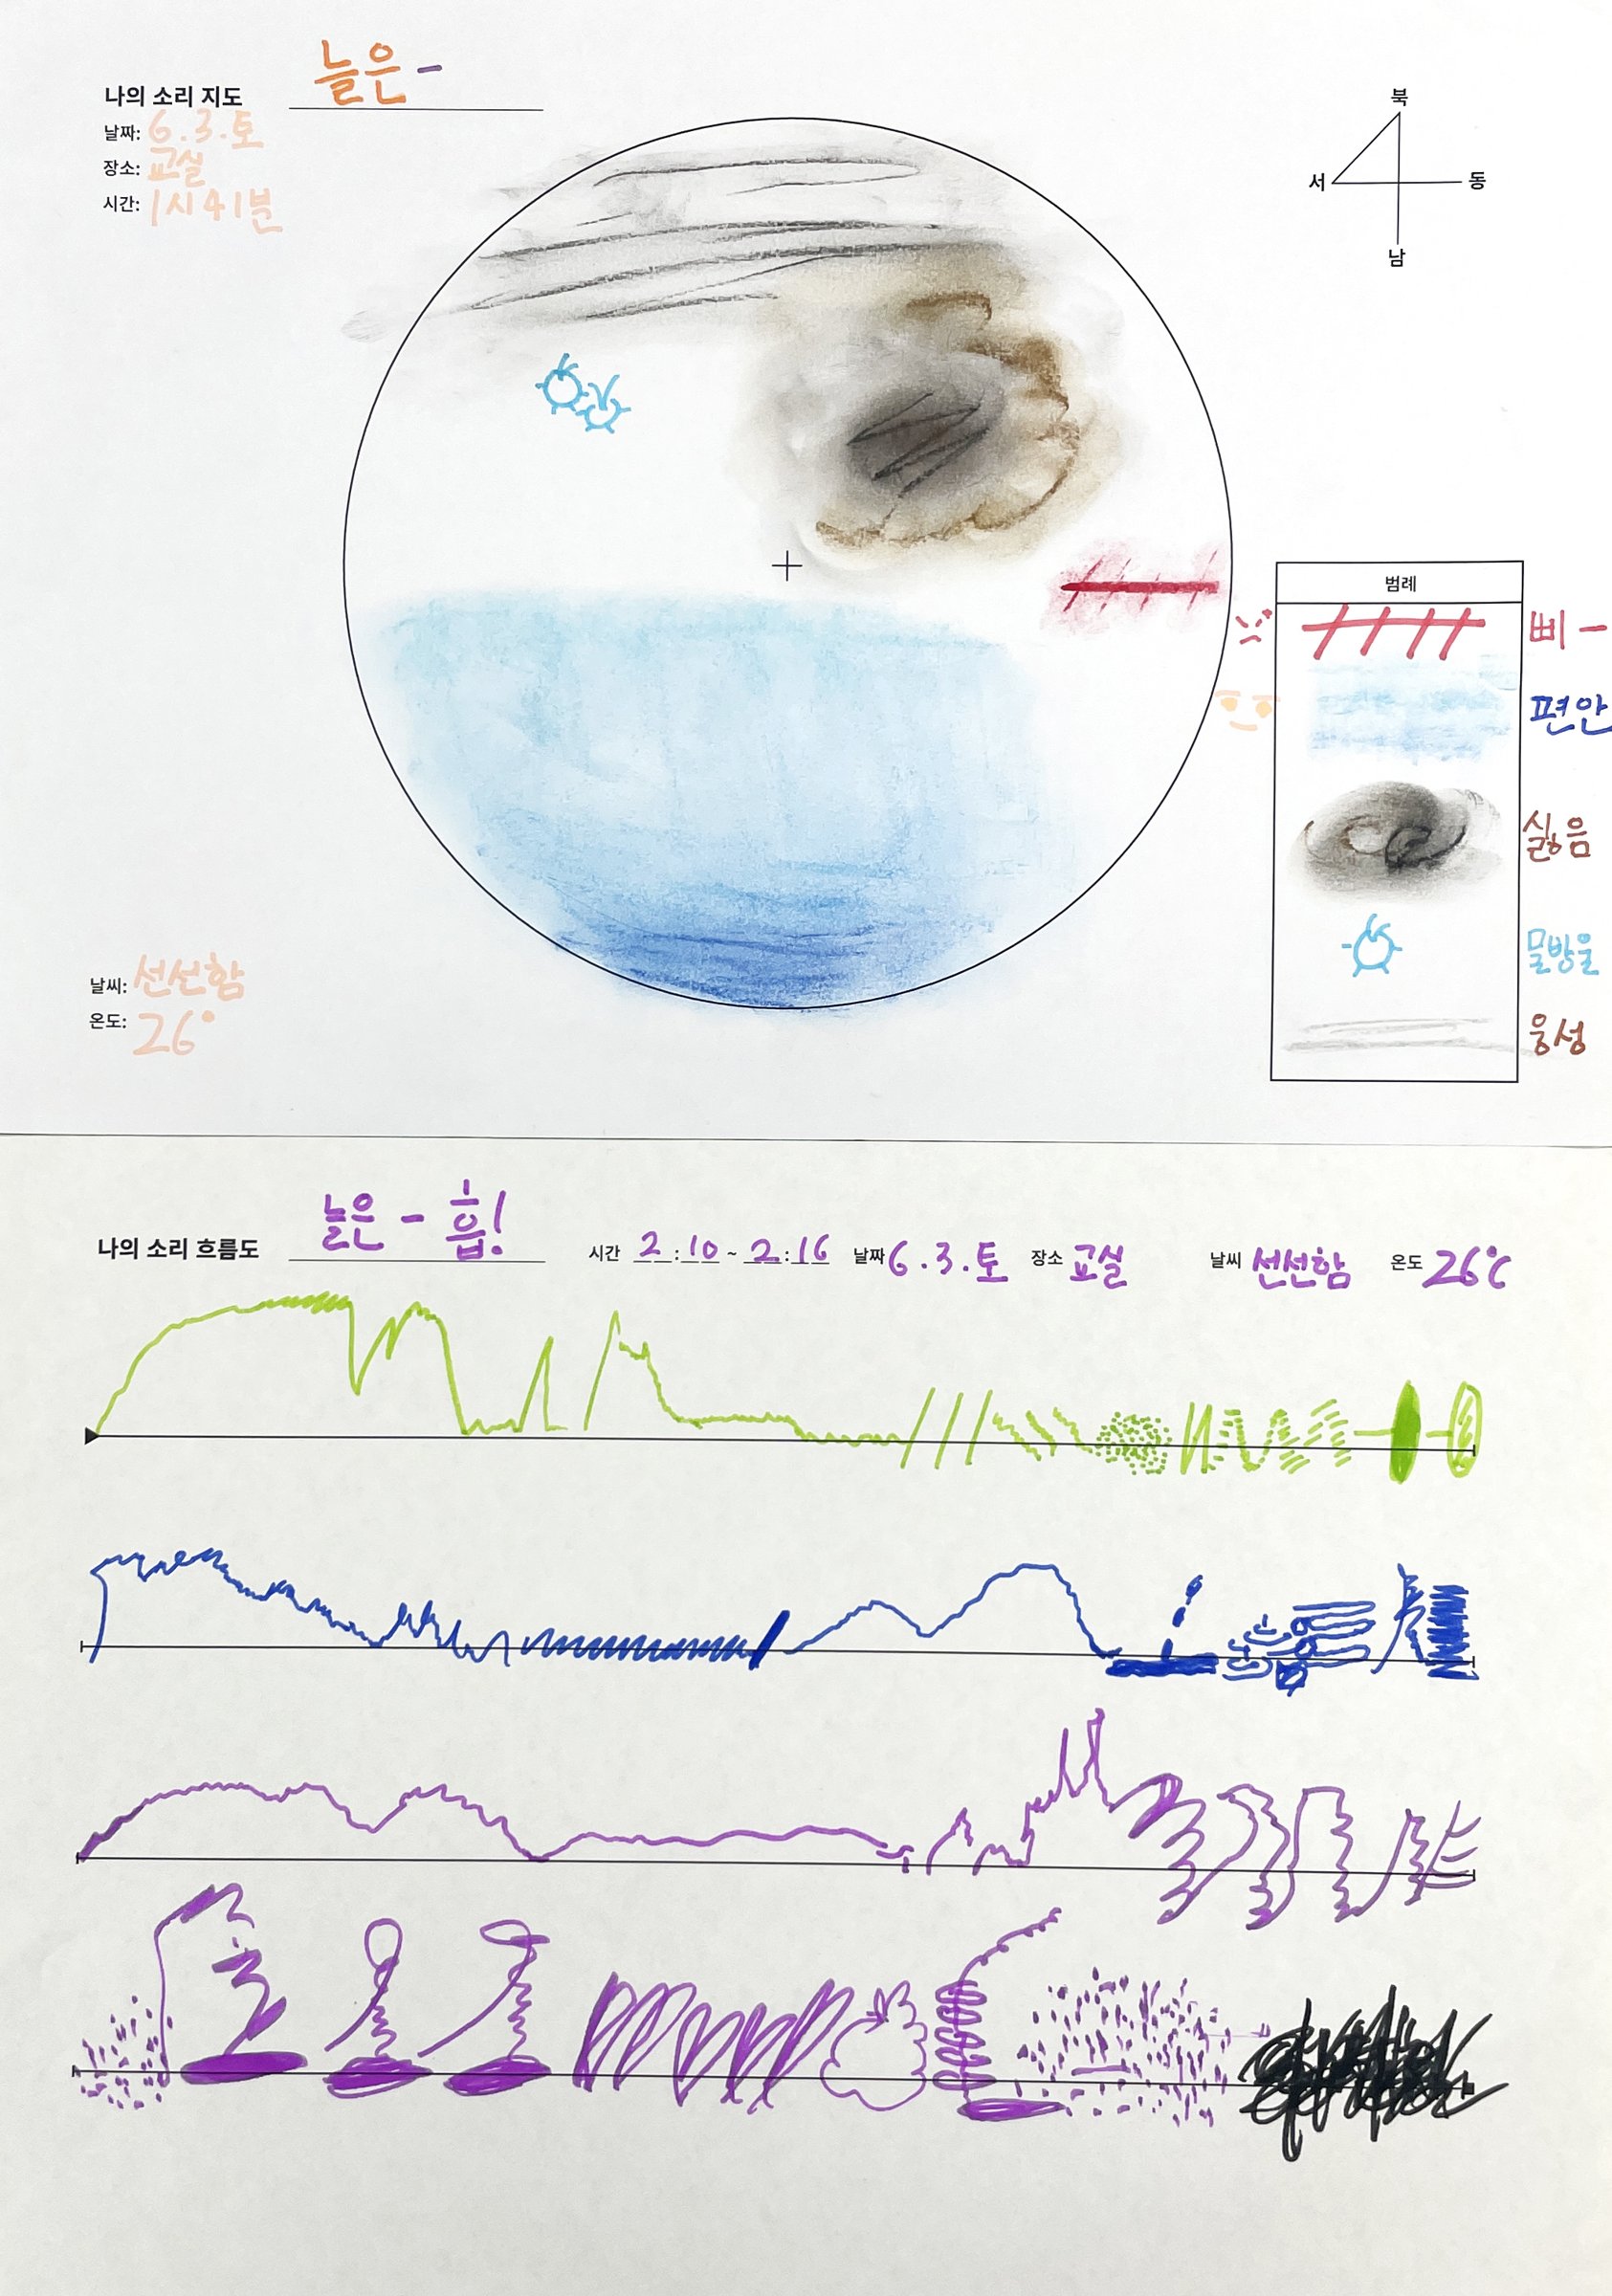 나의 소리 지도 늘은-
날짜: 6.3.토
장소: 교실
시간: 1시 41분
북
서 동
남
범례
삐-
편안
싫음
물방울
웅성
날씨: 선선함
온도: 26°
나의 소리 흐름도 늘은 - 흡! 시간 2:10 ~ 2:16 날짜 6.3.토 장소 교실 날씨 선선함 온도 26°C